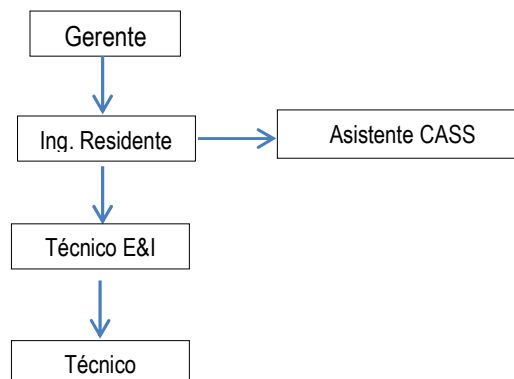 Gerente
Ing. Residente
Asistente CASS
Técnico E&I
Técnico